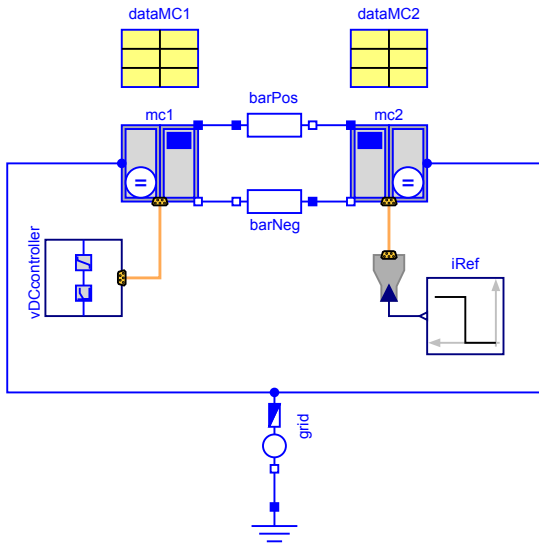 dataMC1
dataMC2
barPos
mc1
mc2
=
=
barNeg
vDCcontroller
iRef
grid